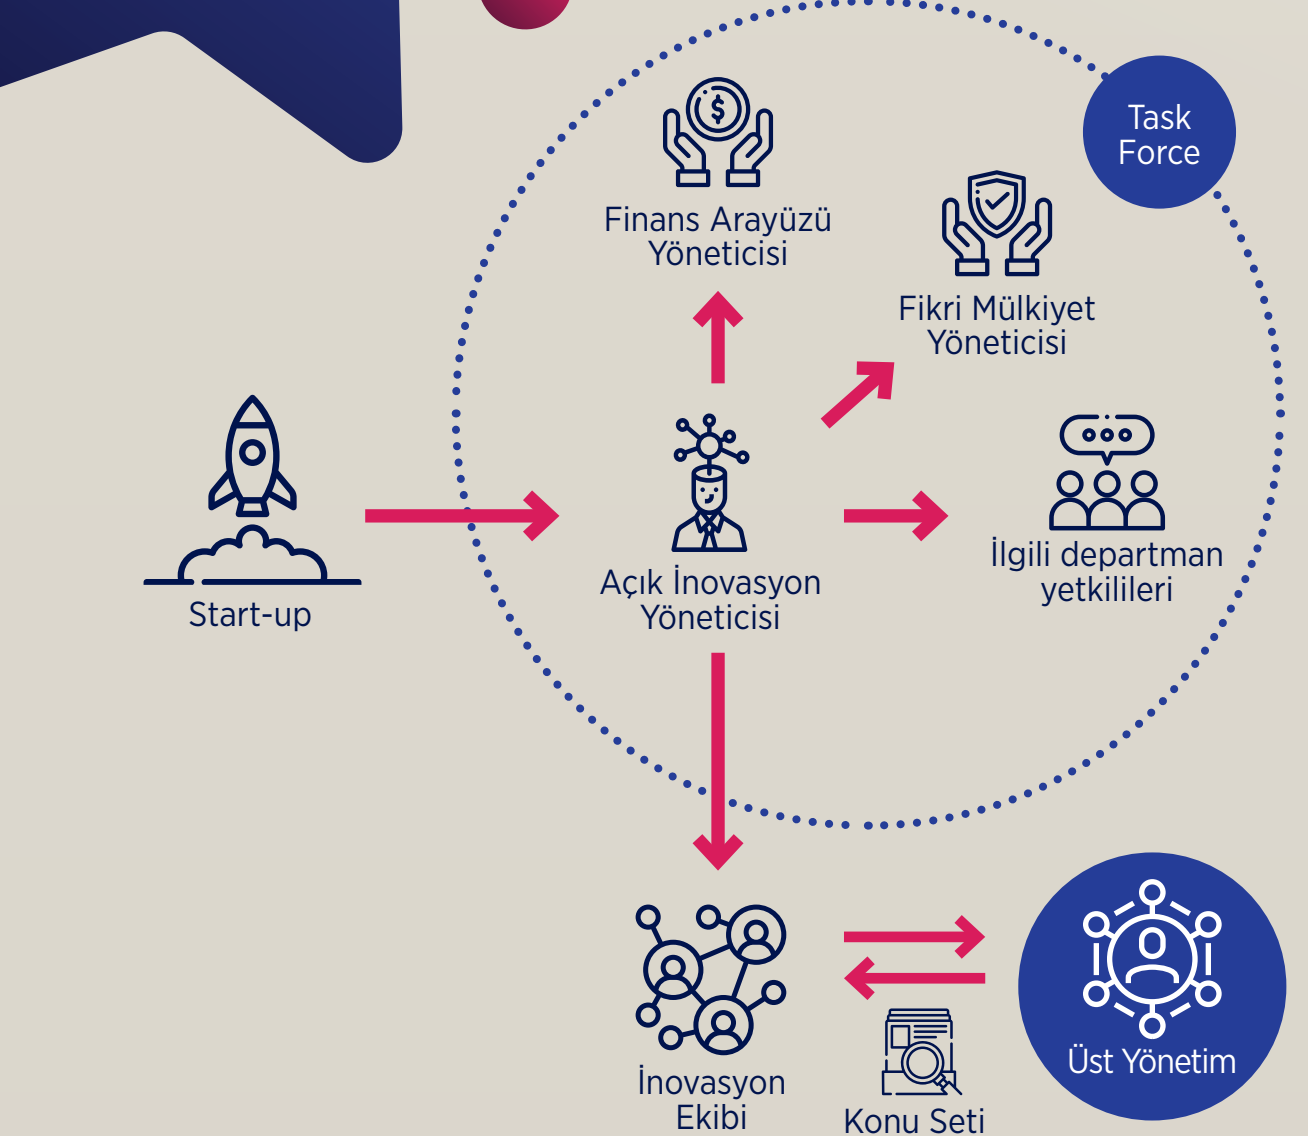 Task
Force
Finans Arayüzü
Yöneticisi
Fikri Mülkiyet
Yöneticisi
İlgili departman
yetkilileri
Açık İnovasyon
Yöneticisi
Start-up
İnovasyon
Ekibi
Konu Seti
Üst Yönetim